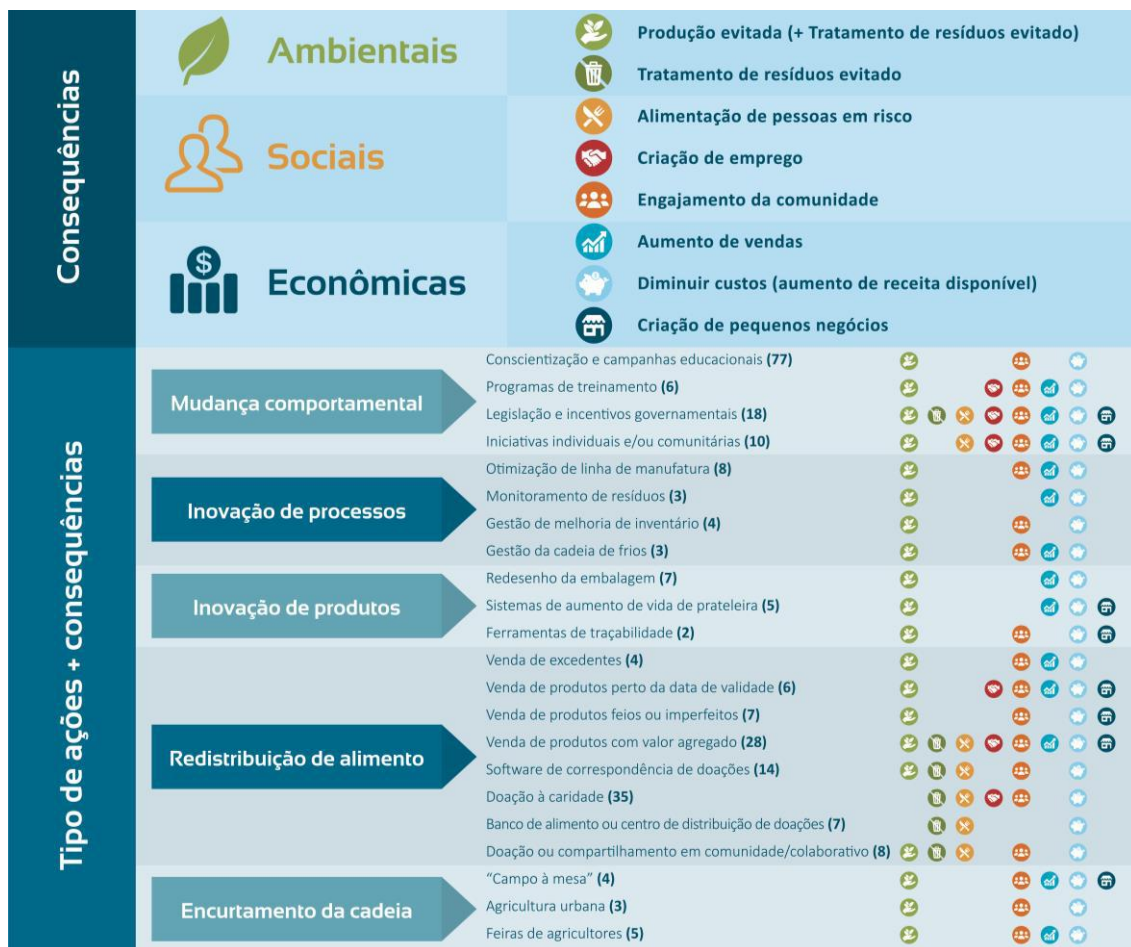 Consequências
Ambientais
Produção evitada (+ Tratamento de resíduos evitado)
Tratamento de resíduos evitado
Sociais
Alimentação de pessoas em risco
Criação de emprego
Engajamento da comunidade
$
Econômicas
Aumento de vendas
Diminuir custos (aumento de receita disponível)
Criação de pequenos negócios
Tipo de ações + consequências
Mudança comportamental
Conscientização e campanhas educacionais (77)
Programas de treinamento (6)
Legislação e incentivos governamentais (18)
Iniciativas individuais e/ou comunitárias (10)
Inovação de processos
Otimização de linha de manufatura (8)
Monitoramento de resíduos (3)
Gestão de melhoria de inventário (4)
Gestão da cadeia de frios (3)
Inovação de produtos
Redesenho da embalagem (7)
Sistemas de aumento de vida de prateleira (5)
Ferramentas de traçabilidade (2)
Redistribuição de alimento
Venda de excedentes (4)
Venda de produtos perto da data de validade (6)
Venda de produtos feios ou imperfeitos (7)
Venda de produtos com valor agregado (28)
Software de correspondência de doações (14)
Doação à caridade (35)
Banco de alimento ou centro de distribuição de doações (7)
Doação ou compartilhamento em comunidade/colaborativo (8)
Encurtamento da cadeia
“Campo à mesa” (4)
Agricultura urbana (3)
Feiras de agricultores (5)